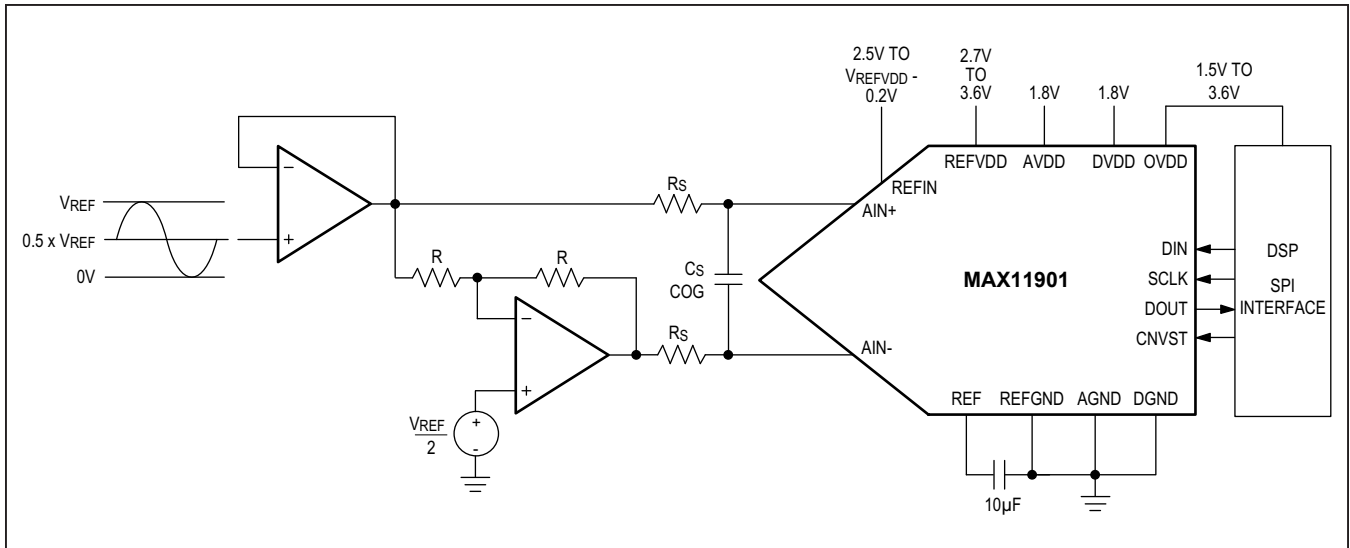 2.5V TO
VREFVDD -
0.2V
2.7V
TO
3.6V
1.8V
1.8V
1.5V TO
3.6V
REFVDD
AVDD
DVDD
OVDD
REFIN
AIN+
−
+
VREF
0.5 x VREF
0V
RS
R
R
CS
COG
MAX11901
DIN
SCLK
DOUT
CNVST
DSP
SPI
INTERFACE
−
+
RS
AIN-
VREF
2
+
-
REF
REFGND
AGND
DGND
10µF